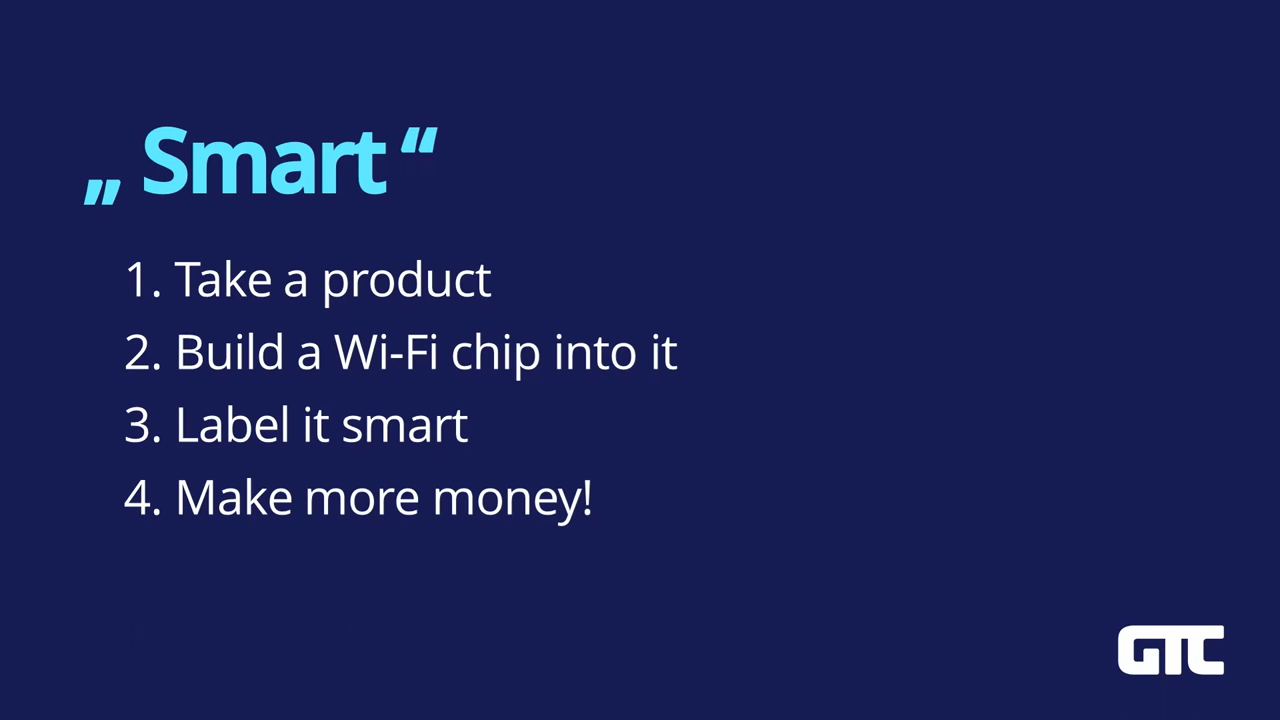 „ Smart “
1. Take a product
2. Build a Wi-Fi chip into it
3. Label it smart
4. Make more money!
GTC